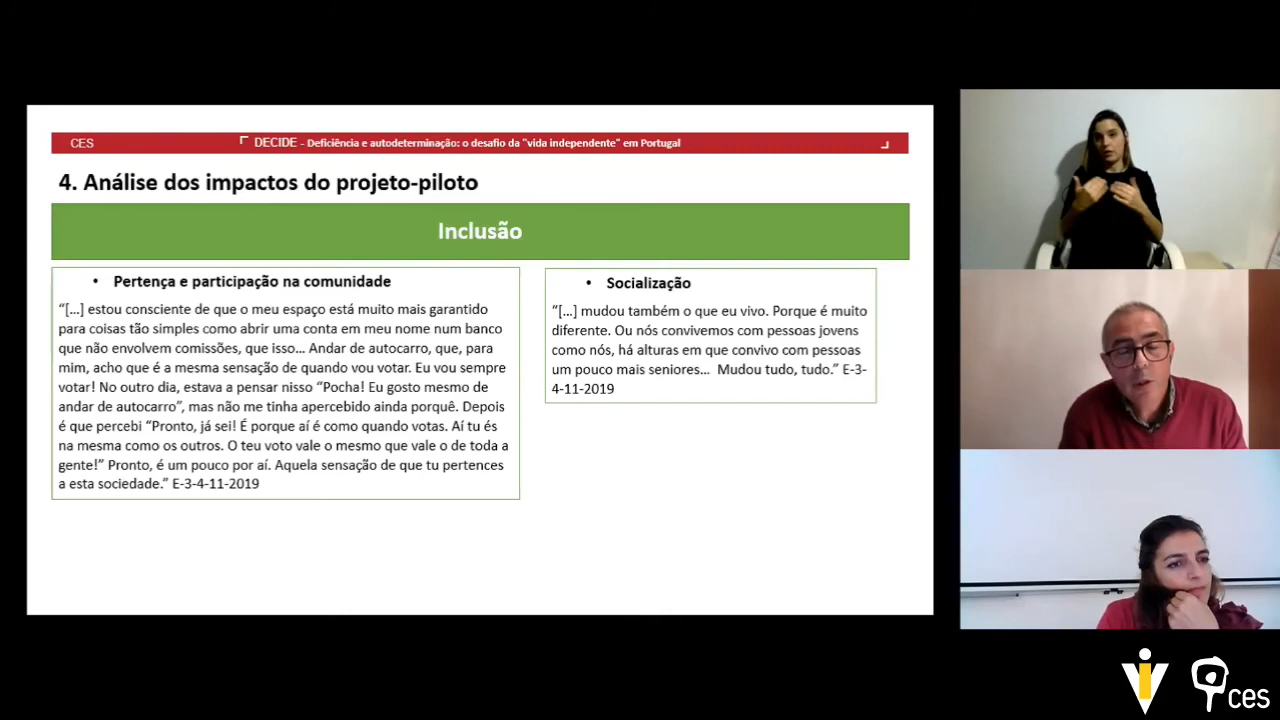 CES
DECIDE - Deficiência e autodeterminação: o desafio da "vida independente" em Portugal
4. Análise dos impactos do projeto-piloto
Inclusão
• Pertença e participação na comunidade
“[…] estou consciente de que o meu espaço está muito mais garantido
para coisas tão simples como abrir uma conta em meu nome num banco
que não envolvem comissões, que isso… Andar de autocarro, que, para
mim, acho que é a mesma sensação de quando vou votar. Eu vou sempre
votar! No outro dia, estava a pensar nisso “Pocha! Eu gosto mesmo de
andar de autocarro”, mas não me tinha apercebido ainda porquê. Depois
é que percebi “Pronto, já sei! É porque aí é como quando votas. Aí tu és
na mesma como os outros. O teu voto vale o mesmo que vale o de toda a
gente!” Pronto, é um pouco por aí. Aquela sensação de que tu pertences
a esta sociedade.” E-3-4-11-2019
• Socialização
“[…] mudou também o que eu vivo. Porque é muito
diferente. Ou nós convivemos com pessoas jovens
como nós, há alturas em que convivo com pessoas
um pouco mais seniores… Mudou tudo, tudo.” E-3-
4-11-2019
ces